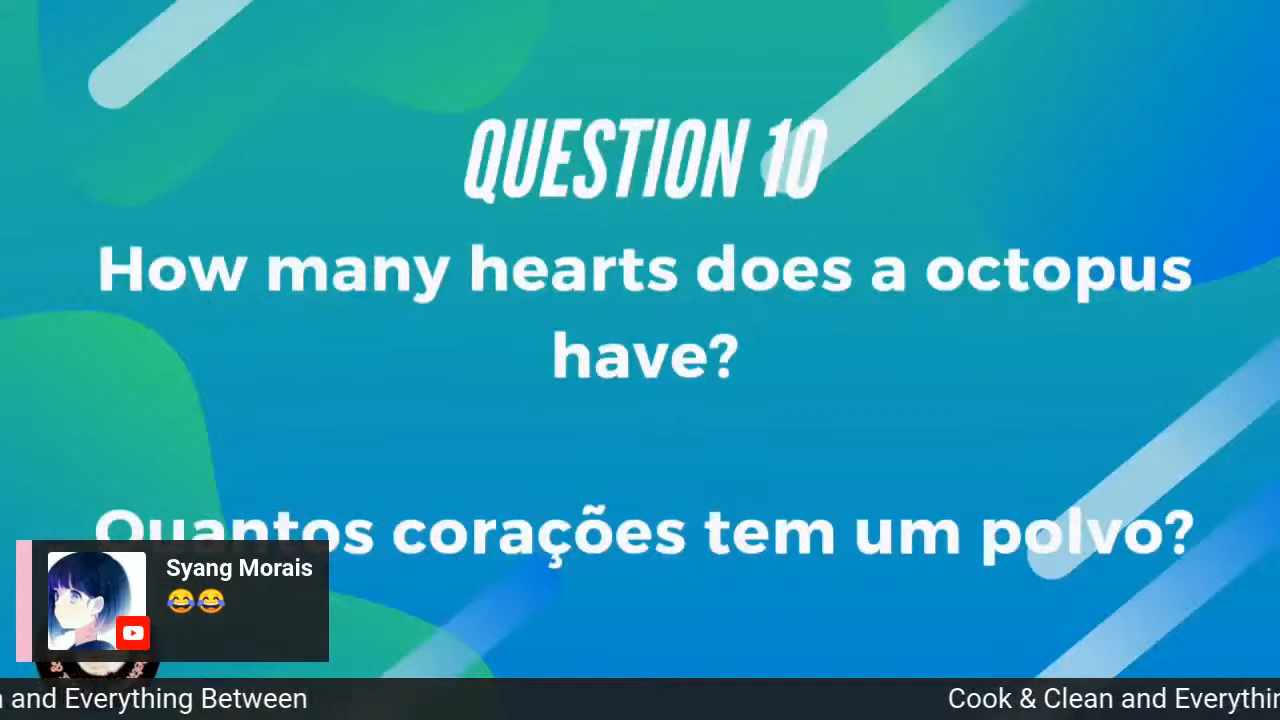 QUESTION 10
How many hearts does a octopus
have?
Quantos corações tem um polvo?
Syang Morais
😂😂
and Everything Between
Cook & Clean and Everythin